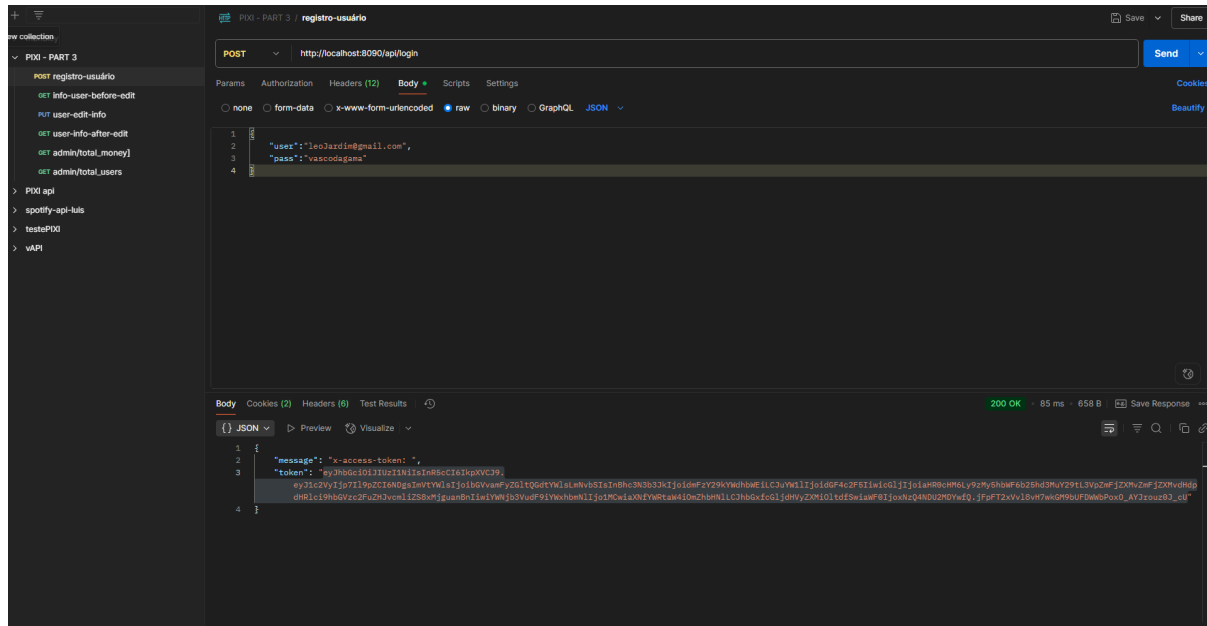 PIXI - PART 3 / registro-usuário
Save
Share
ew collection
PIXI - PART 3
POST registro-usuário
GET info-user-before-edit
PUT user-edit-info
GET user-info-after-edit
GET admin/total_money]
GET admin/total_users
PIXI api
spotify-api-luis
testePIXI
vAPI
POST
http://localhost:8090/api/login
Send
Params Authorization Headers (12) Body Scripts Settings
Cookies
none form-data x-www-form-urlencoded raw binary GraphQL JSON
Beautify
1 {
2 "user":"leoJardim@gmail.com",
3 "pass":"vascodagama"
4 }
Body Cookies (2) Headers (6) Test Results
200 OK 85 ms 658 B Save Response
{} JSON Preview Visualize
1 {
2 "message": "x-access-token: ",
3 "token": "eyJhbGciOiJIUzI1NiIsInR5cCI6IkpXVCJ9.
4 }